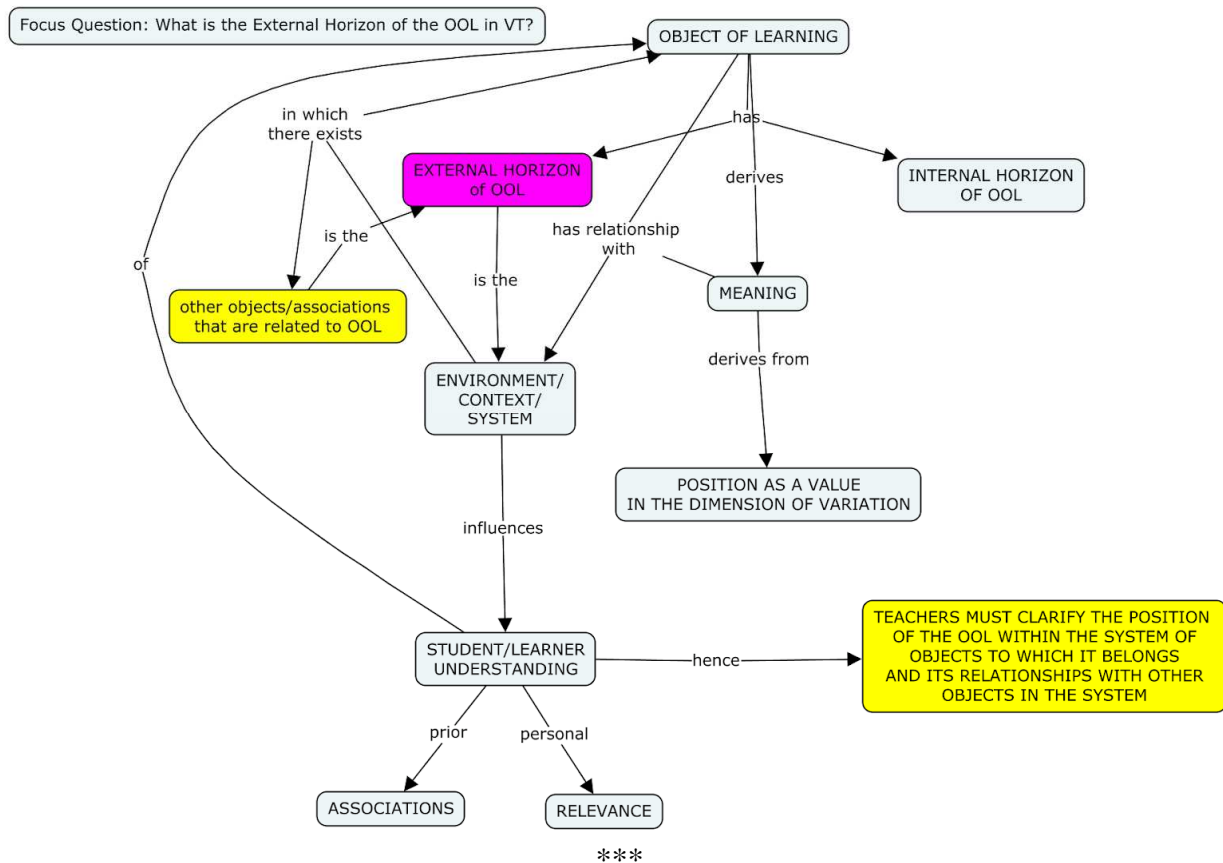 Focus Question: What is the External Horizon of the OOL in VT?
OBJECT OF LEARNING
in which
there exists
has
EXTERNAL HORIZON
of OOL
INTERNAL HORIZON
OF OOL
derives
is the
has relationship
with
of
is the
other objects/associations
that are related to OOL
MEANING
derives from
ENVIRONMENT/
CONTEXT/
SYSTEM
POSITION AS A VALUE
IN THE DIMENSION OF VARIATION
influences
STUDENT/LEARNER
UNDERSTANDING
hence
TEACHERS MUST CLARIFY THE POSITION
OF THE OOL WITHIN THE SYSTEM OF
OBJECTS TO WHICH IT BELONGS
AND ITS RELATIONSHIPS WITH OTHER
OBJECTS IN THE SYSTEM
prior
personal
ASSOCIATIONS
RELEVANCE
***